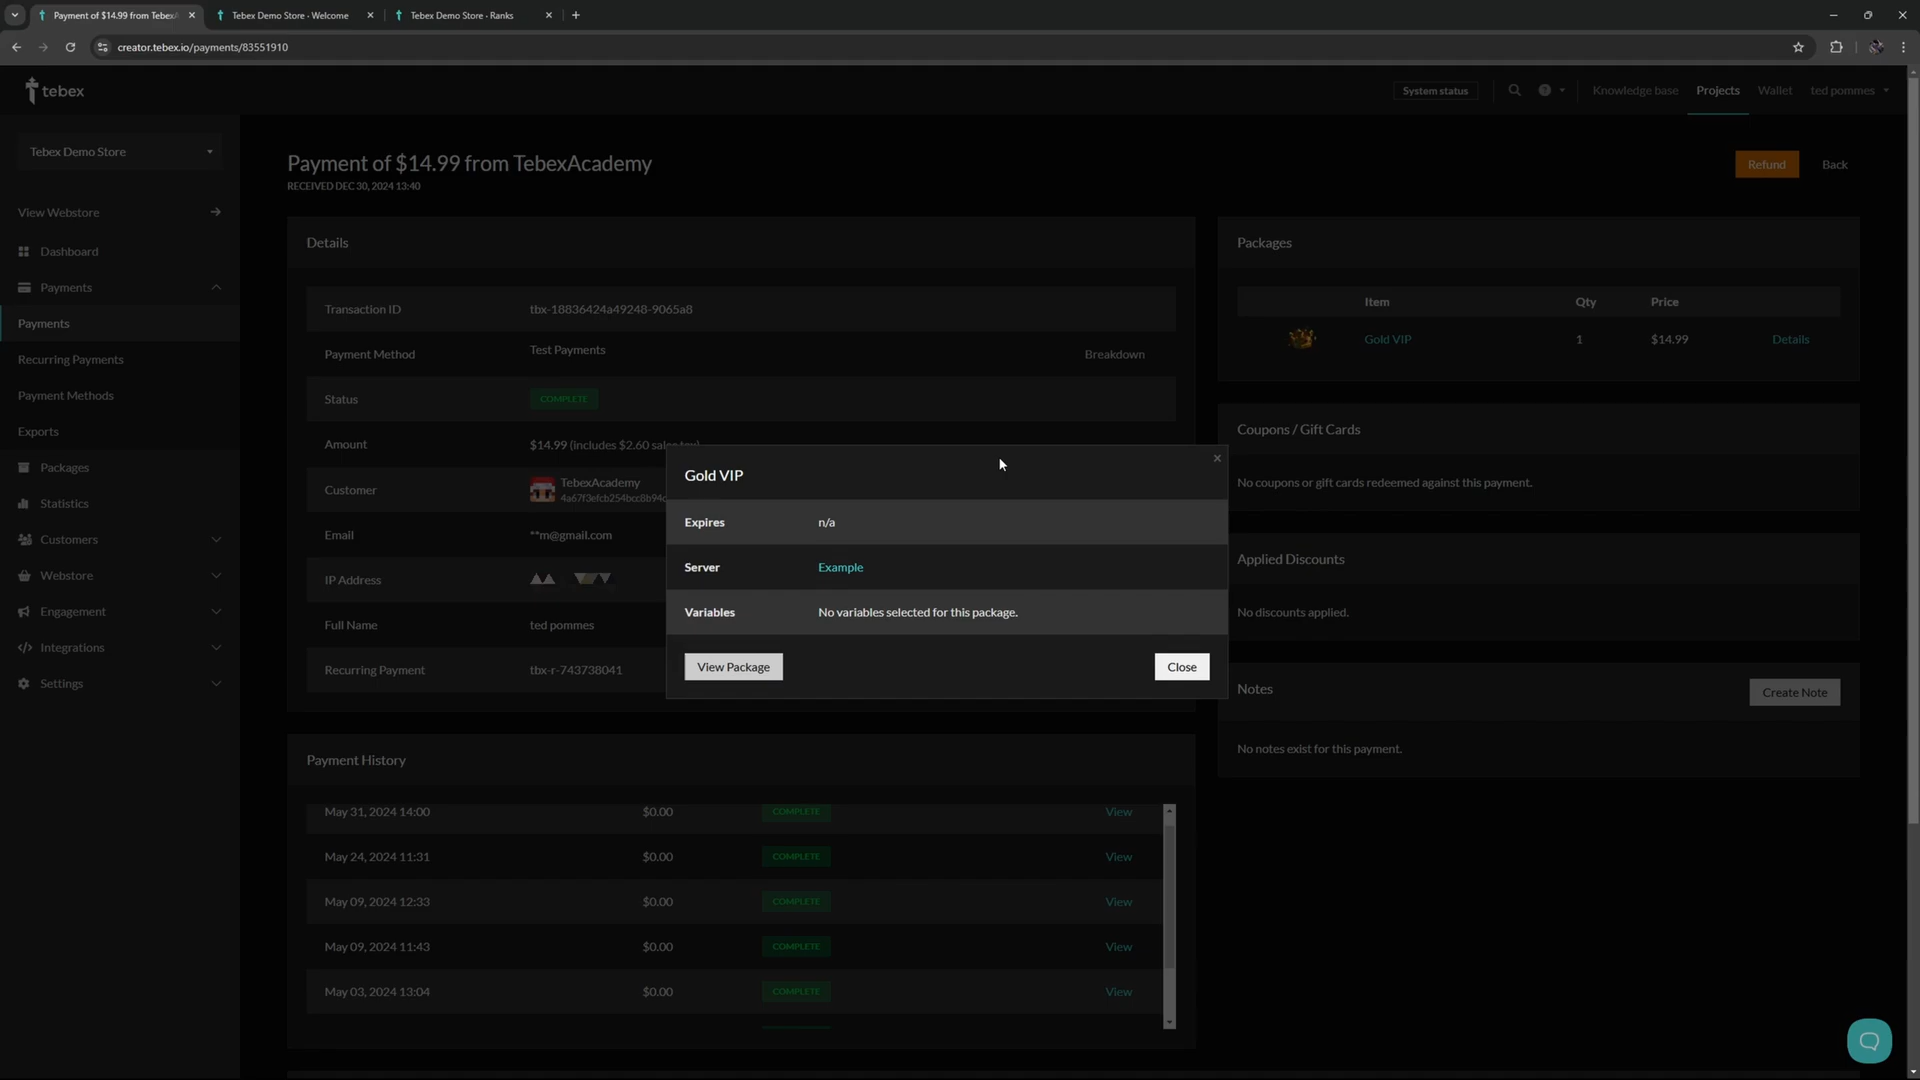 Payment of $14.99 from Tebex
Tebex Demo Store - Welcome
Tebex Demo Store - Ranks
creator.tebex.io/payments/83551910
tebex
System status
Knowledge base
Projects
Wallet
ted pommes
Tebex Demo Store
View Webstore
Dashboard
Payments
Payments
Recurring Payments
Payment Methods
Exports
Packages
Statistics
Customers
Webstore
Engagement
Integrations
Settings
Payment of $14.99 from TebexAcademy
RECEIVED DEC 30, 2024 13:40
Refund
Back
Details
Transaction ID tbx-18836424a49248-9065a8
Payment Method Test Payments Breakdown
Status COMPLETE
Amount $14.99 (includes $2.60 sales tax)
Customer TebexAcademy
4a67f3efcb254bcc8b94
Email **m@gmail.com
IP Address
Full Name ted pommes
Recurring Payment tbx-r-743738041
Gold VIP
×
Expires n/a
Server Example
Variables No variables selected for this package.
View Package
Close
Payment History
May 31, 2024 14:00 $0.00 COMPLETE View
May 24, 2024 11:31 $0.00 COMPLETE View
May 09, 2024 12:33 $0.00 COMPLETE View
May 09, 2024 11:43 $0.00 COMPLETE View
May 03, 2024 13:04 $0.00 COMPLETE View
Packages
Item Qty Price
Gold VIP 1 $14.99 Details
Coupons / Gift Cards
No coupons or gift cards redeemed against this payment.
Applied Discounts
No discounts applied.
Notes
Create Note
No notes exist for this payment.